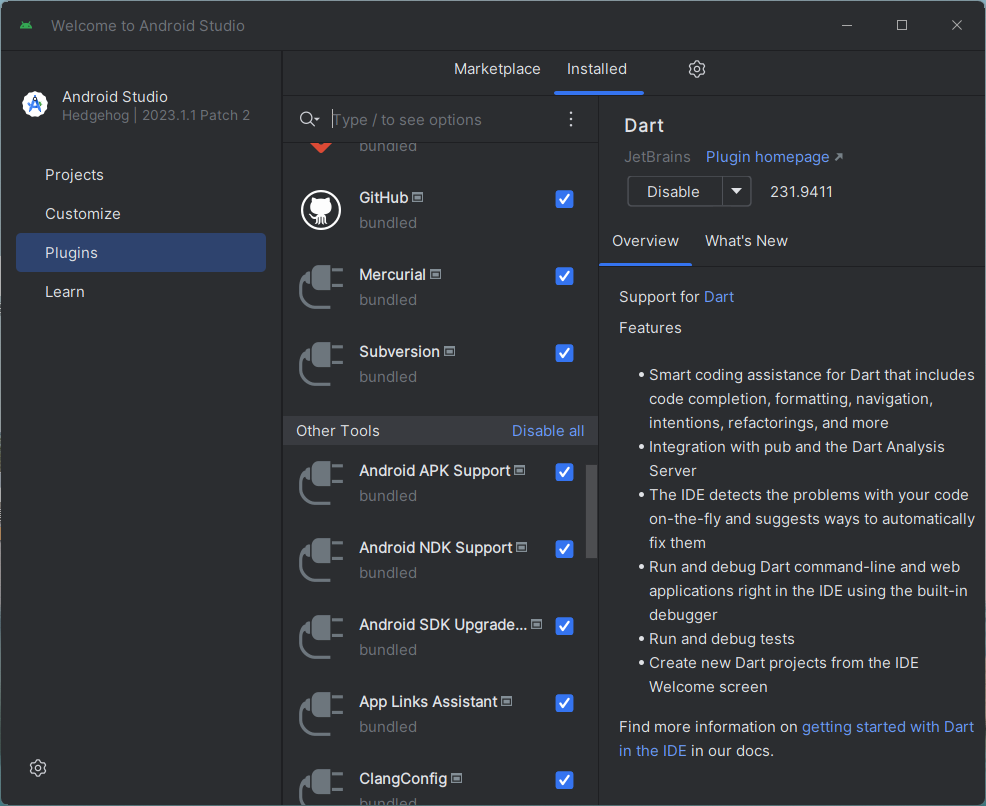 Welcome to Android Studio
Android Studio
Hedgehog | 2023.1.1 Patch 2
Projects
Customize
Plugins
Learn
Marketplace
Installed
Type / to see options
bundled
GitHub
bundled
Mercurial
bundled
Subversion
bundled
Other Tools
Disable all
Android APK Support
bundled
Android NDK Support
bundled
Android SDK Upgrade...
bundled
App Links Assistant
bundled
ClangConfig
bundled
Dart
JetBrains
Plugin homepage ↗
Disable
231.9411
Overview
What's New
Support for Dart
Features
• Smart coding assistance for Dart that includes
code completion, formatting, navigation,
intentions, refactorings, and more
• Integration with pub and the Dart Analysis
Server
• The IDE detects the problems with your code
on-the-fly and suggests ways to automatically
fix them
• Run and debug Dart command-line and web
applications right in the IDE using the built-in
debugger
• Run and debug tests
• Create new Dart projects from the IDE
Welcome screen
Find more information on getting started with Dart
in the IDE in our docs.